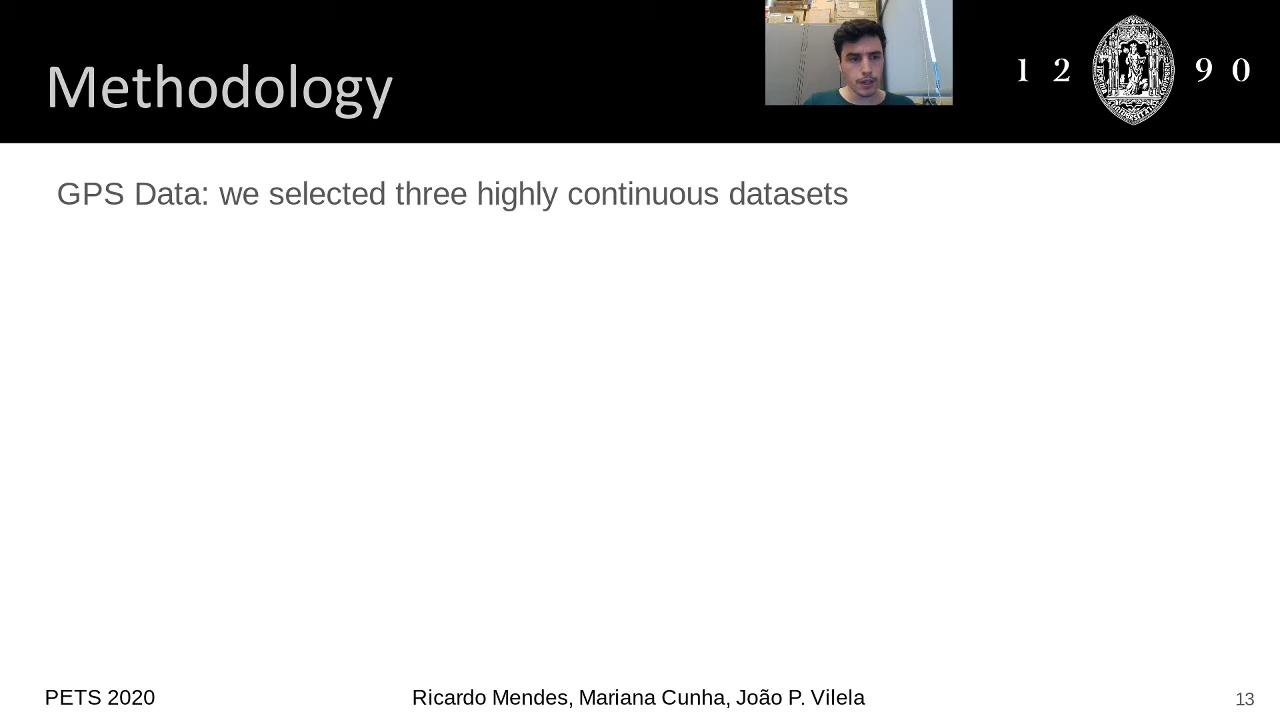 Methodology
1 2 9 0
GPS Data: we selected three highly continuous datasets
PETS 2020
Ricardo Mendes, Mariana Cunha, João P. Vilela
13